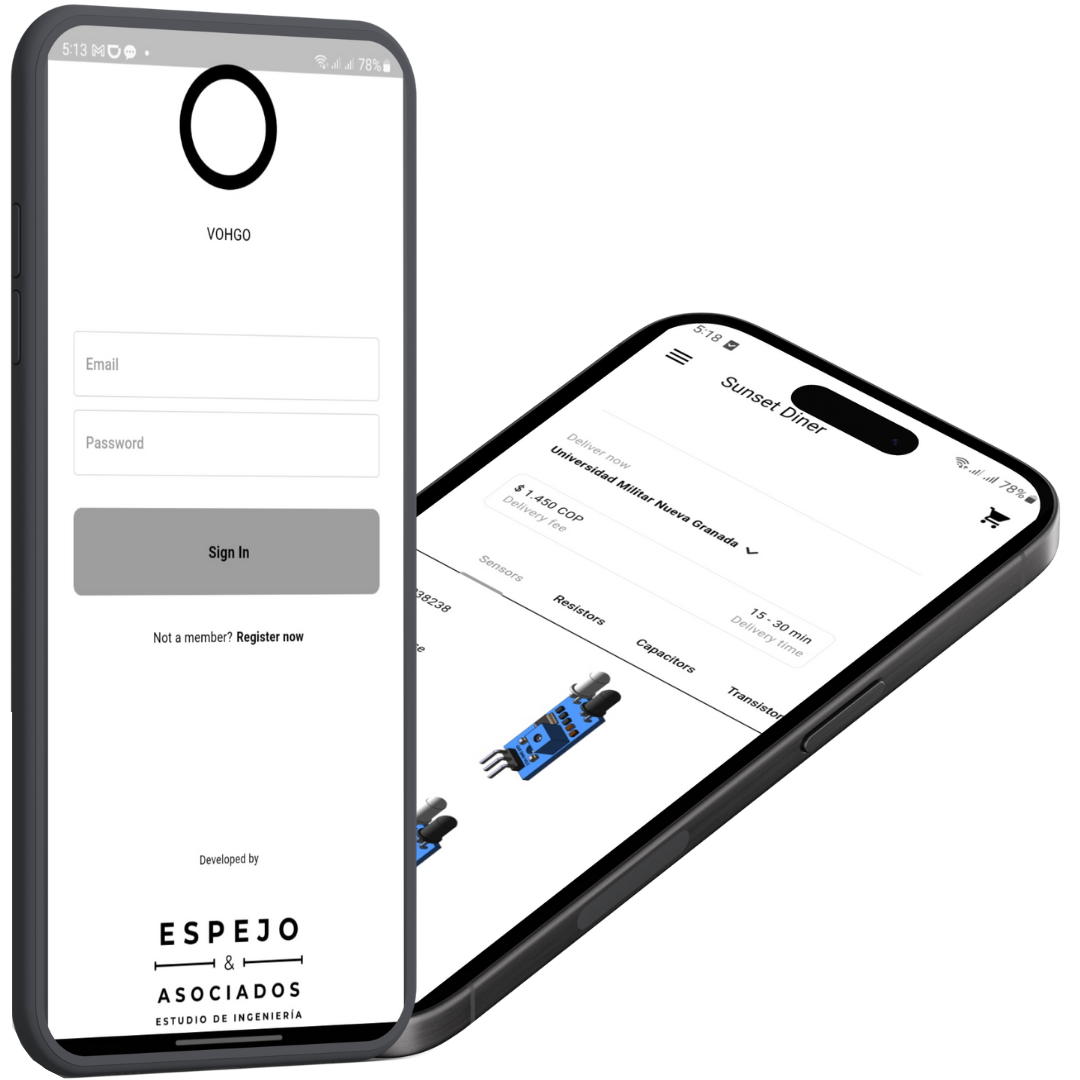 5:13
78%
VOHGO
Email
Password
Sign In
Not a member? Register now
Developed by
ESPEJO
&
ASOCIADOS
ESTUDIO DE INGENIERÍA
5:18
78%
Sunset Diner
Deliver now
Universidad Militar Nueva Granada
$ 1.450 COP
Delivery fee
15 - 30 min
Delivery time
Sensors
Resistors
Capacitors
Transistor
38238